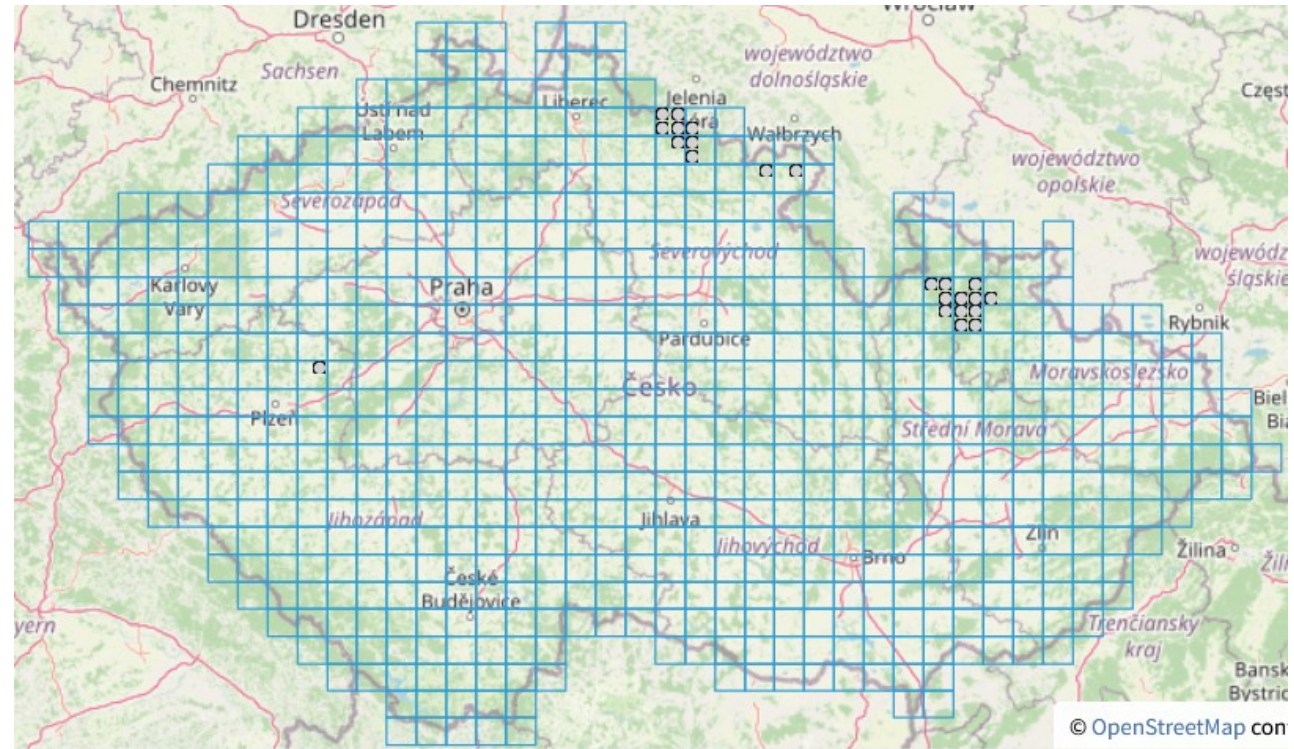 Dresden
Wrocław
Sachsen
województwo
dolnośląskie
Chemnitz
Jelenia
Góra
Częst
Liberec
Ústí nad
Labem
Wałbrzych
województwo
opolskie
Severozápad
Severovýchod
województ
śląskie
Karlovy
Vary
Praha
Rybnik
Pardubice
Moravskoslezsko
Česko
Biel
Bia
Plzeň
Střední Morava
Jihozápad
Jihlava
Jihovýchod
Zlín
Brno
Žilina
Žili
České
Budějovice
yern
Trenčiansky
kraj
Bansk
Bystric
© OpenStreetMap con